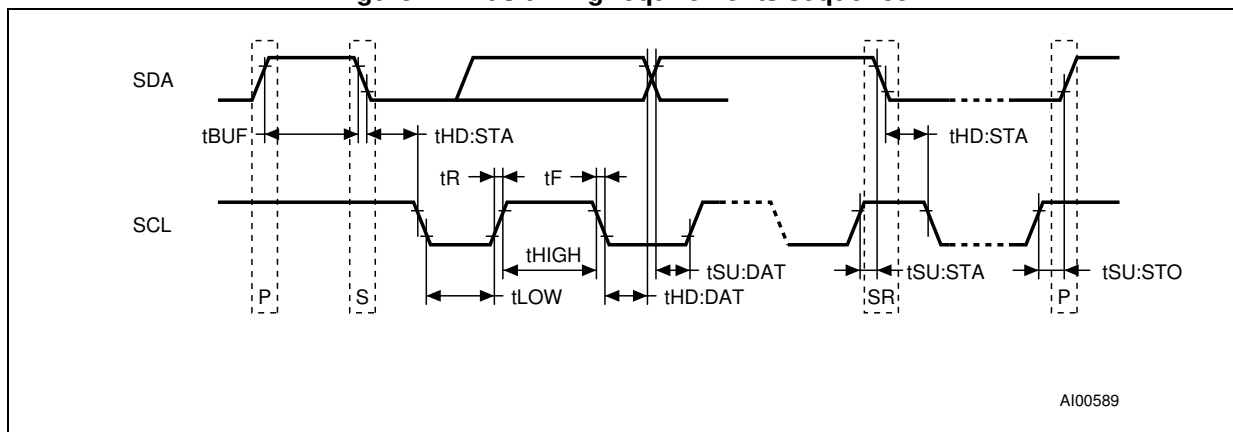 SDA
tBUF
tHD:STA
tHD:STA
tR
tF
SCL
tHIGH
tSU:DAT
tSU:STA
tSU:STO
P
S
tLOW
tHD:DAT
SR
P
AI00589